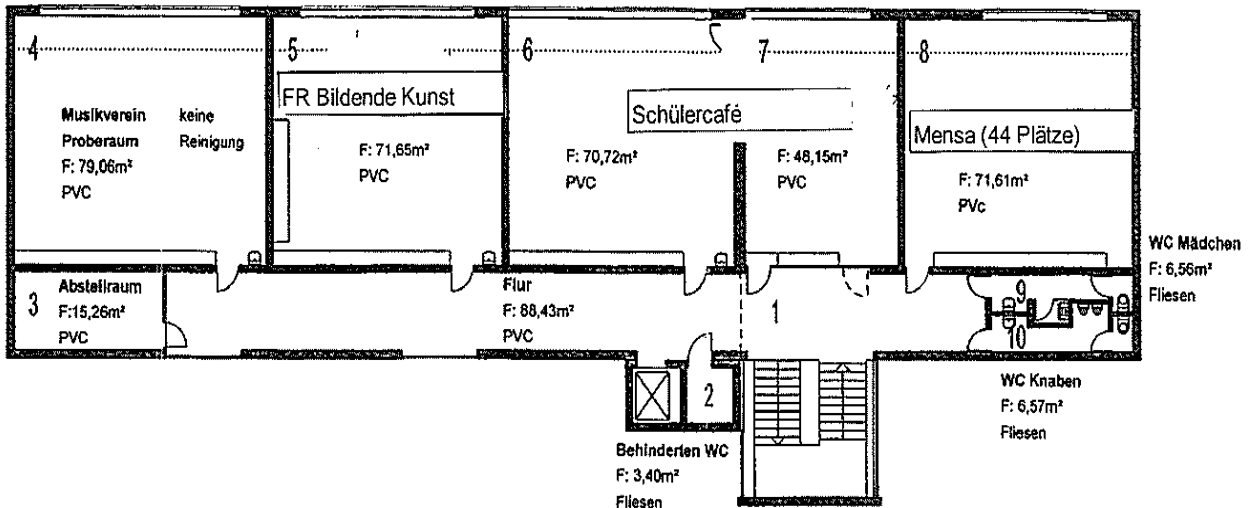 4
Musikverein keine
Proberaum Reinigung
F: 79,06m²
PVC
5
FR Bildende Kunst
F: 71,65m²
PVC
6
7
Schülercafé
F: 70,72m²
PVC
F: 48,15m²
PVC
8
Mensa (44 Plätze)
F: 71,61m²
PVc
WC Mädchen
F: 6,56m²
Fliesen
3
Abstellraum
F:15,26m²
PVC
Flur
F: 88,43m²
PVC
1
9
10
2
WC Knaben
F: 6,57m²
Fliesen
Behinderten WC
F: 3,40m²
Fliesen